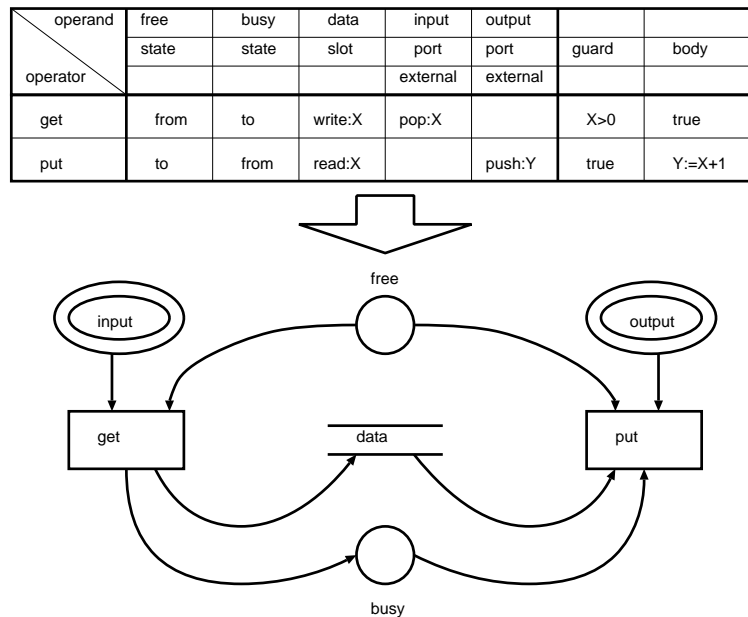 operand free busy data input output
state state slot port port guard body
operator external external
get from to write:X pop:X X>0 true
put to from read:X push:Y true Y:=X+1
free
input output
get data put
busy